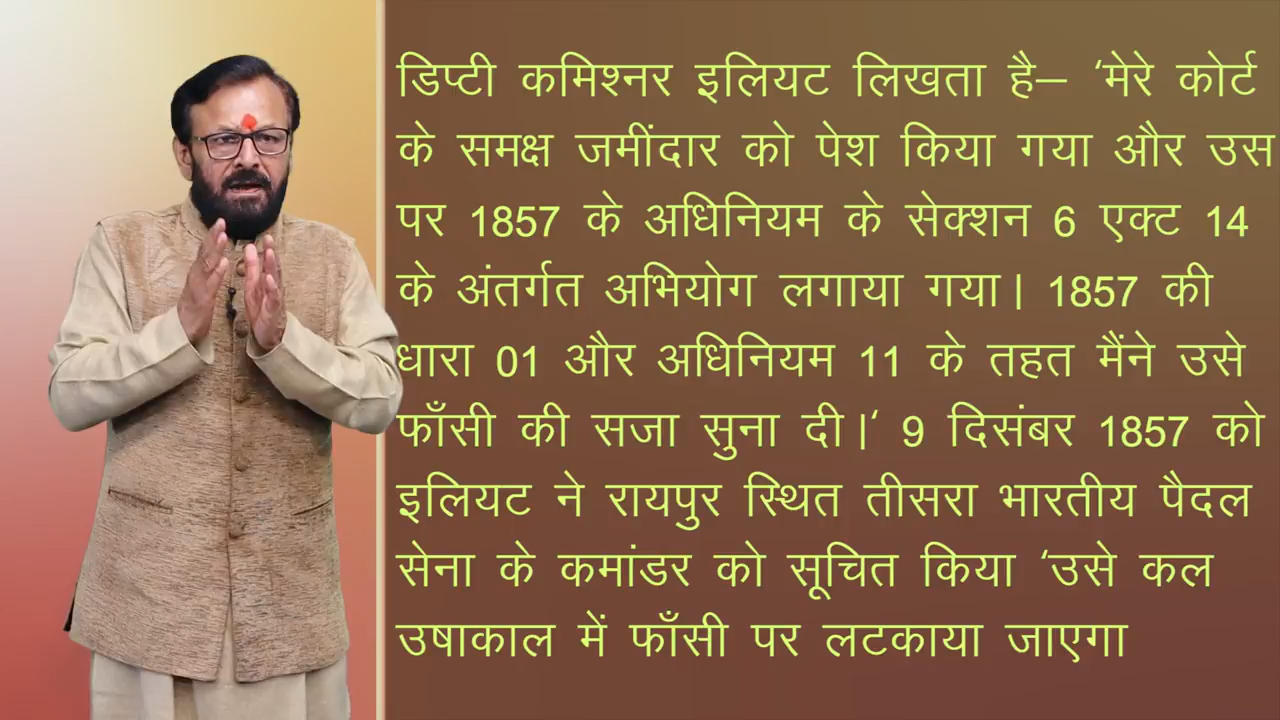 डिप्टी कमिश्नर इलियट लिखता है– ‘मेरे कोर्ट
के समक्ष जमींदार को पेश किया गया और उस
पर 1857 के अधिनियम के सेक्शन 6 एक्ट 14
के अंतर्गत अभियोग लगाया गया। 1857 की
धारा 01 और अधिनियम 11 के तहत मैंने उसे
फाँसी की सजा सुना दी।‘ 9 दिसंबर 1857 को
इलियट ने रायपुर स्थित तीसरा भारतीय पैदल
सेना के कमांडर को सूचित किया ‘उसे कल
उषाकाल में फाँसी पर लटकाया जाएगा